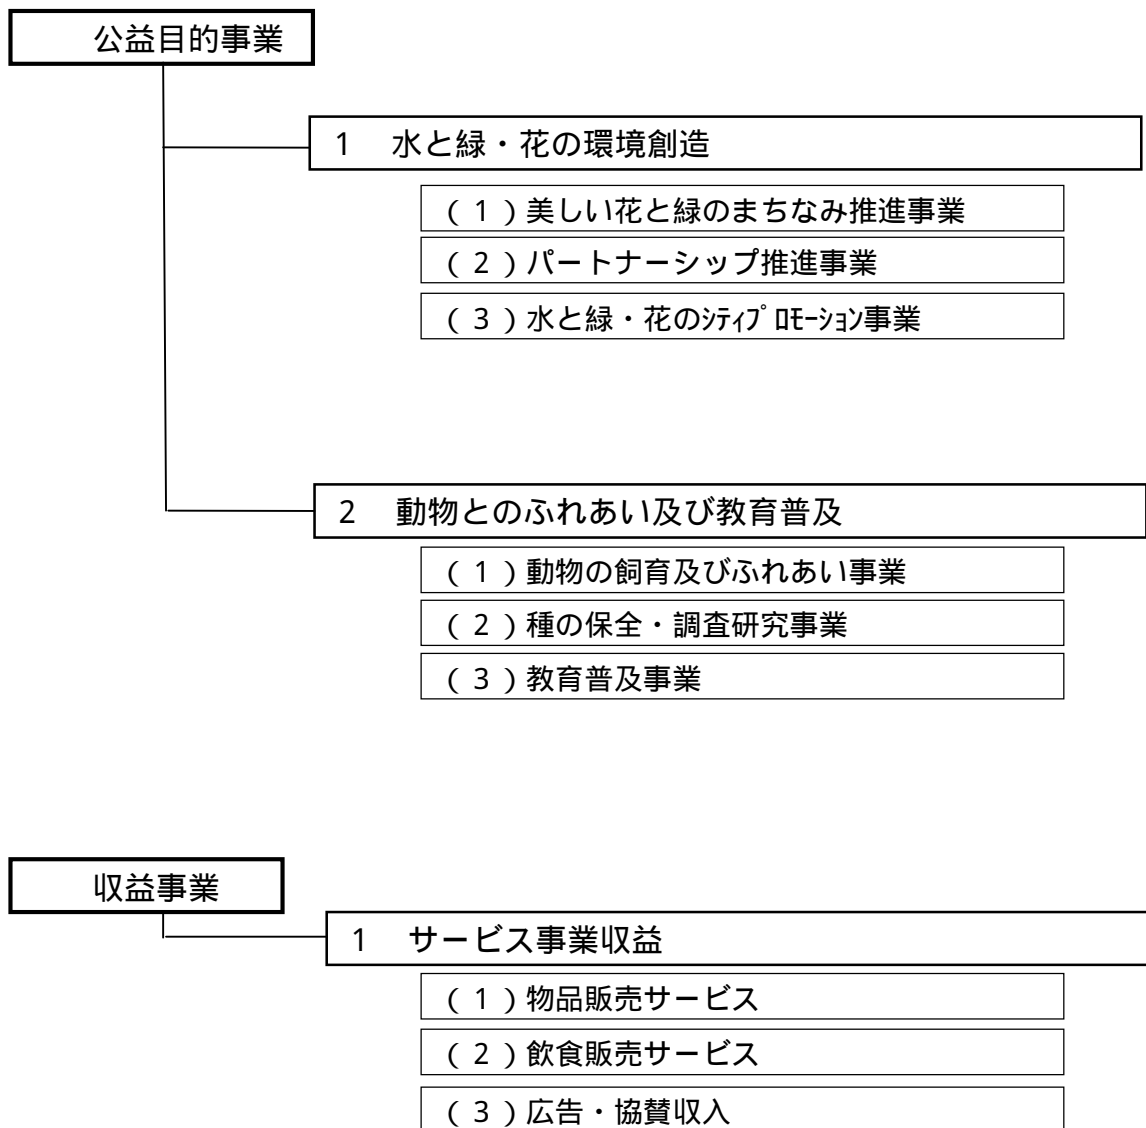 公益目的事業
1 水と緑・花の環境創造
(1)美しい花と緑のまちなみ推進事業
(2)パートナーシップ推進事業
(3)水と緑・花のｼﾃｨﾌﾟﾛﾓｰｼｮﾝ事業
2 動物とのふれあい及び教育普及
(1)動物の飼育及びふれあい事業
(2)種の保全・調査研究事業
(3)教育普及事業
収益事業
1 サービス事業収益
(1)物品販売サービス
(2)飲食販売サービス
(3)広告・協賛収入